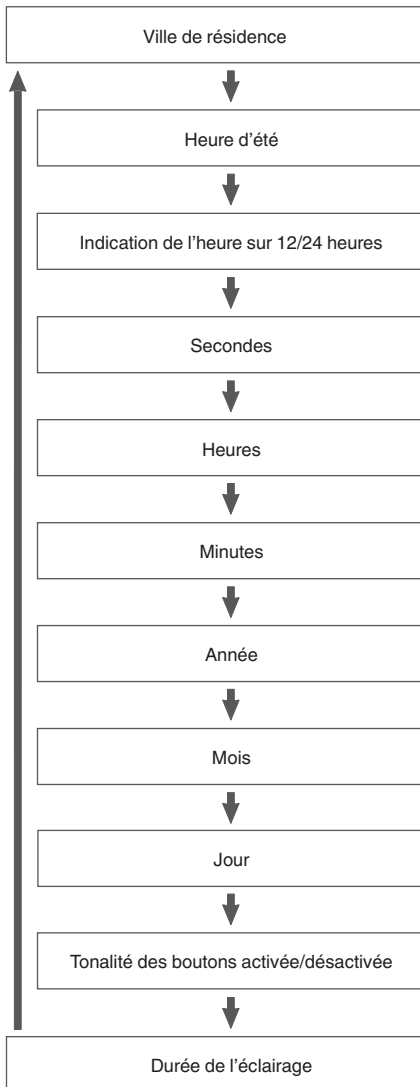 Ville de résidence
Heure d’été
Indication de l’heure sur 12/24 heures
Secondes
Heures
Minutes
Année
Mois
Jour
Tonalité des boutons activée/désactivée
Durée de l’éclairage